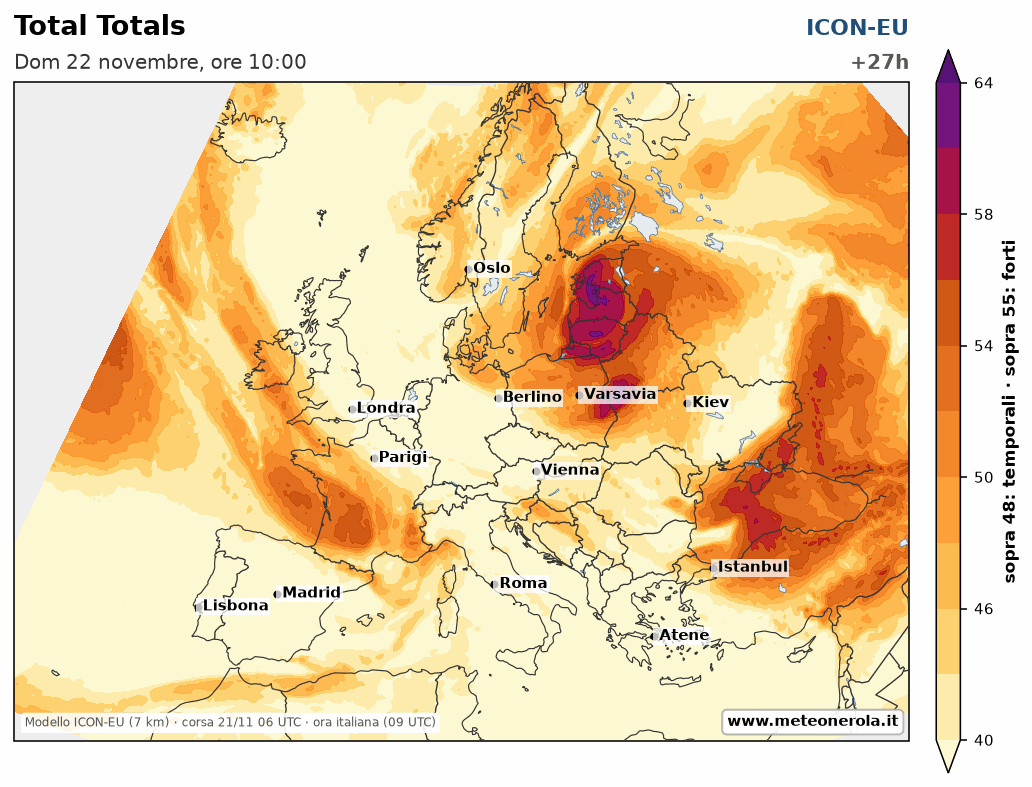 Total Totals
ICON-EU
Dom 22 novembre, ore 10:00
+27h
64
58
54
50
46
40
sopra 48: temporali · sopra 55: forti
Oslo
Berlino
Varsavia
Kiev
Londra
Parigi
Vienna
Istanbul
Roma
Madrid
Lisbona
Atene
Modello ICON-EU (7 km) · corsa 21/11 06 UTC · ora italiana (09 UTC)
www.meteonerola.it